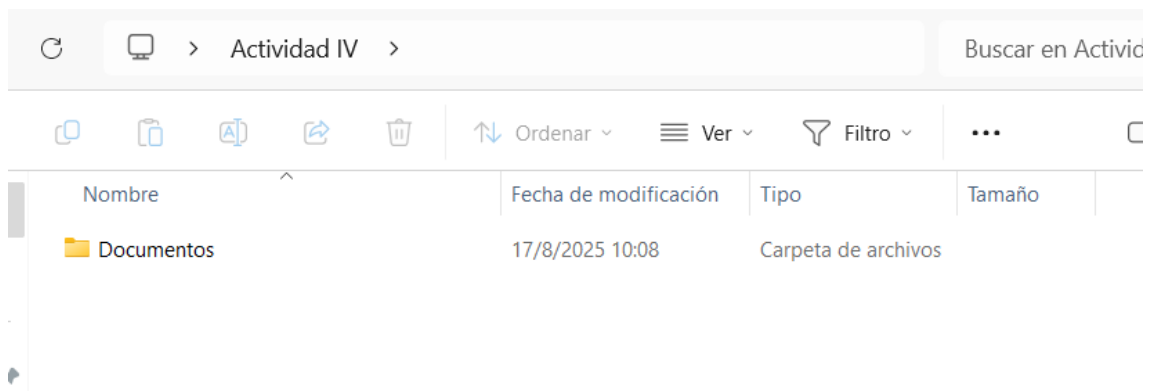 Actividad IV
Buscar en Activid
Ordenar Ver Filtro
Nombre Fecha de modificación Tipo Tamaño
Documentos 17/8/2025 10:08 Carpeta de archivos